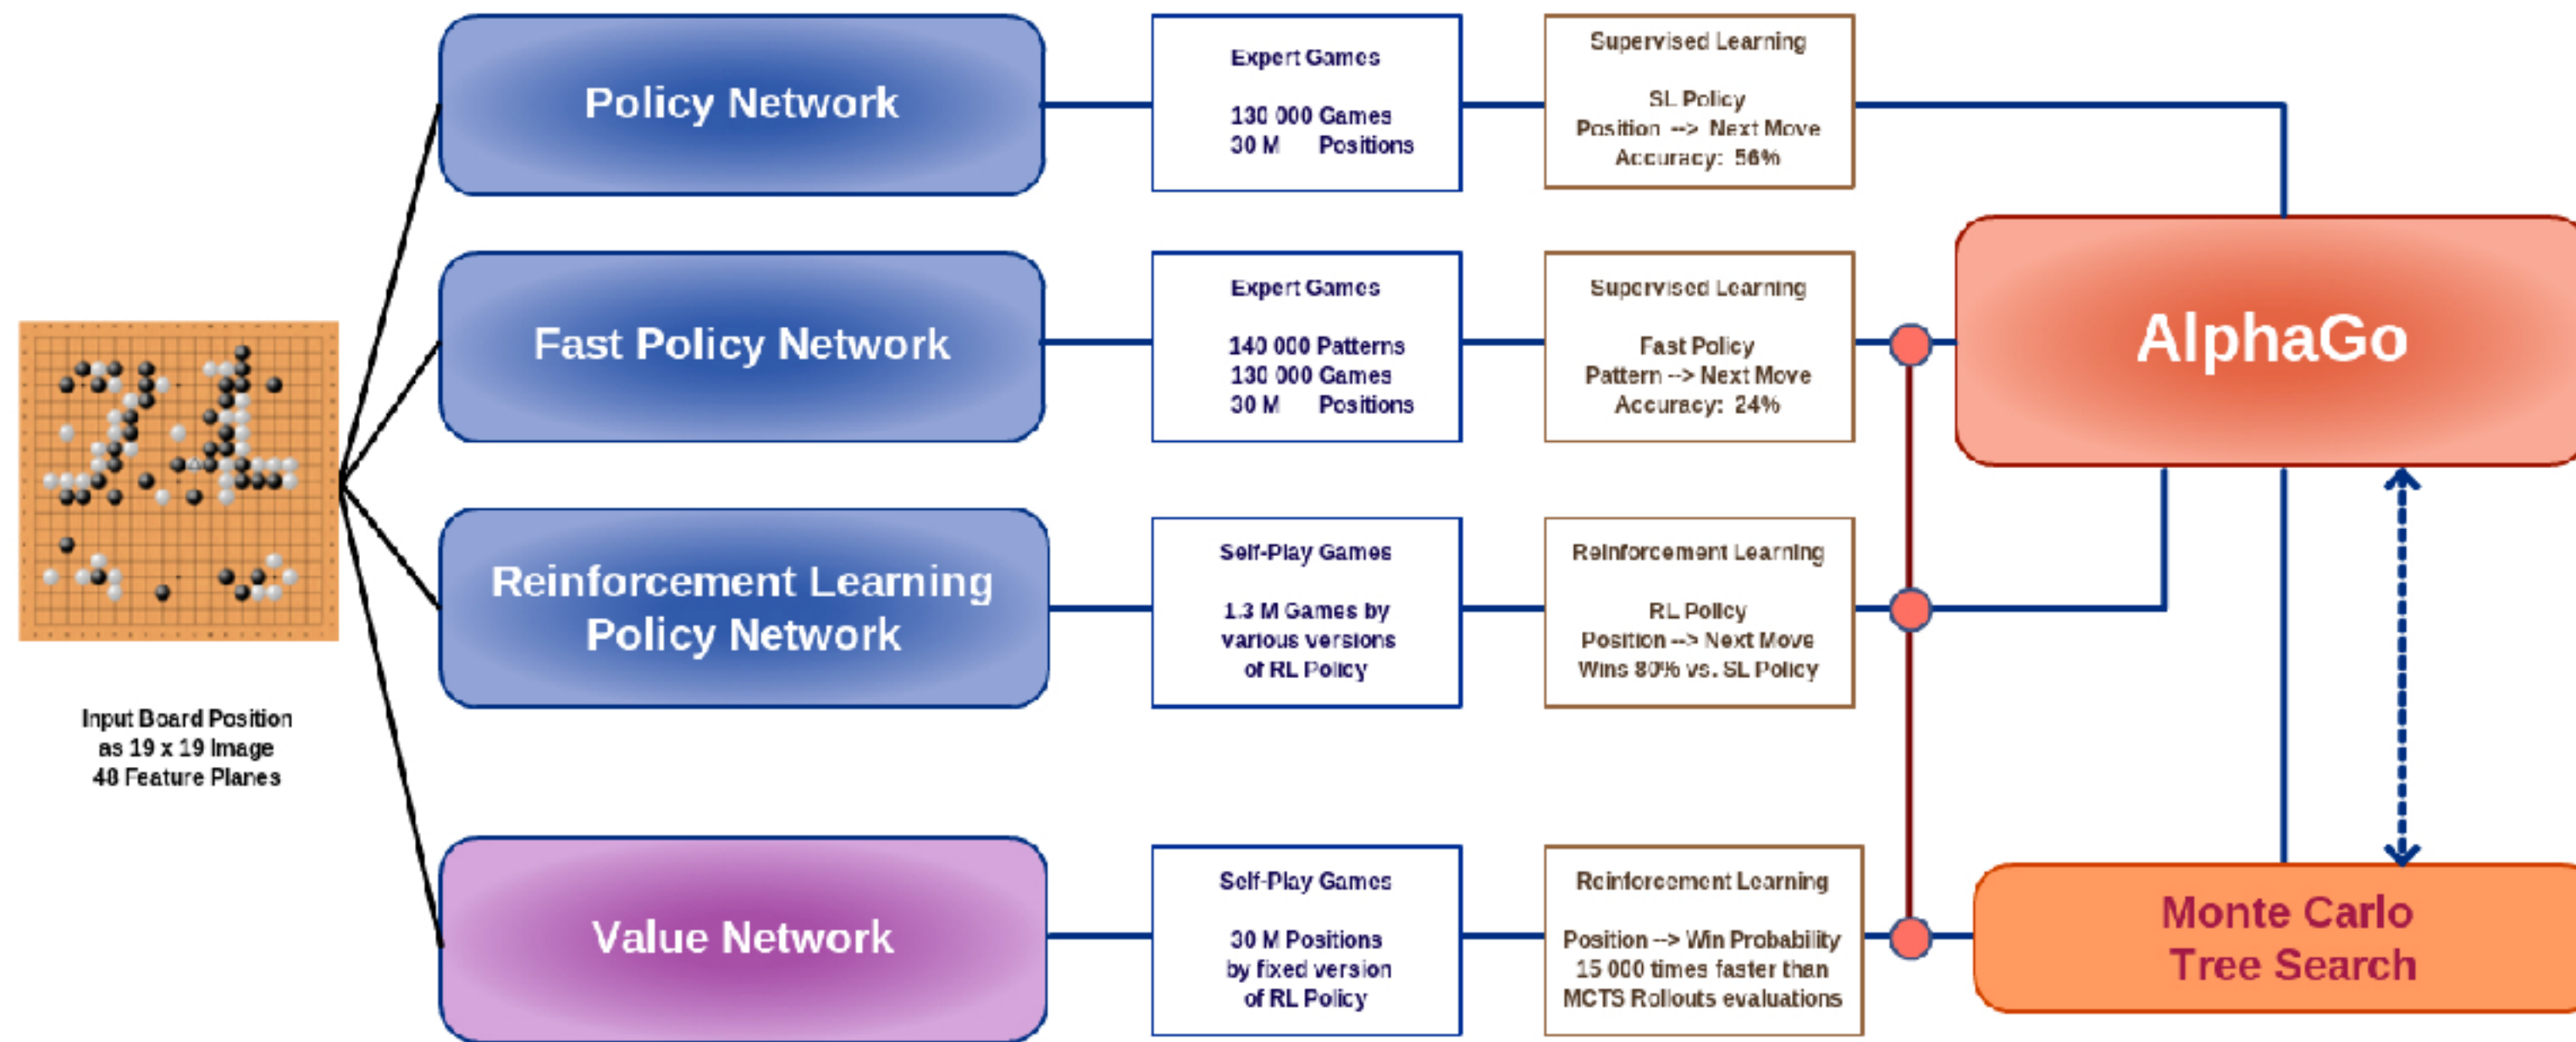 Policy Network
Expert Games
130 000 Games
30 M Positions
Supervised Learning
SL Policy
Position --> Next Move
Accuracy: 56%
Fast Policy Network
Expert Games
140 000 Patterns
130 000 Games
30 M Positions
Supervised Learning
Fast Policy
Pattern --> Next Move
Accuracy: 24%
AlphaGo
Reinforcement Learning
Policy Network
Self-Play Games
1.3 M Games by
various versions
of RL Policy
Reinforcement Learning
RL Policy
Position --> Next Move
Wins 80% vs. SL Policy
Input Board Position
as 19 x 19 Image
48 Feature Planes
Value Network
Self-Play Games
30 M Positions
by fixed version
of RL Policy
Reinforcement Learning
Position --> Win Probability
15 000 times faster than
MCTS Rollouts evaluations
Monte Carlo
Tree Search